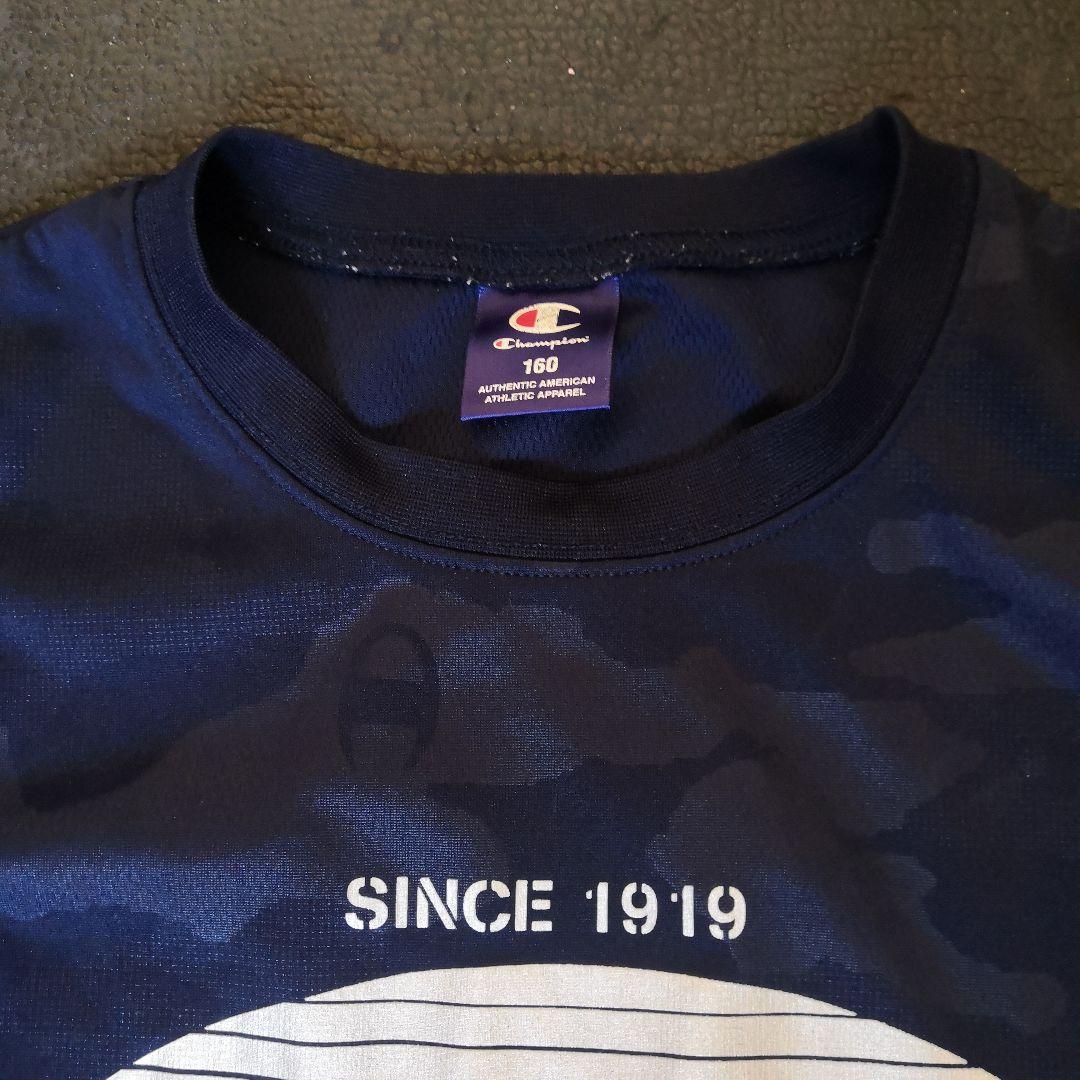 Champion
160
AUTHENTIC AMERICAN
ATHLETIC APPAREL
SINCE 1919